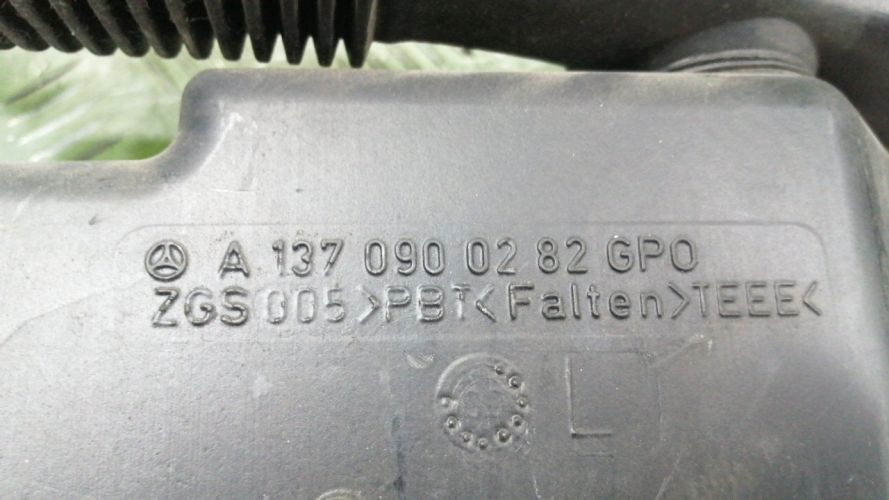 A 137 090 02 82 GPO
ZGS 005 >PBT< Falten >TEEE<
L